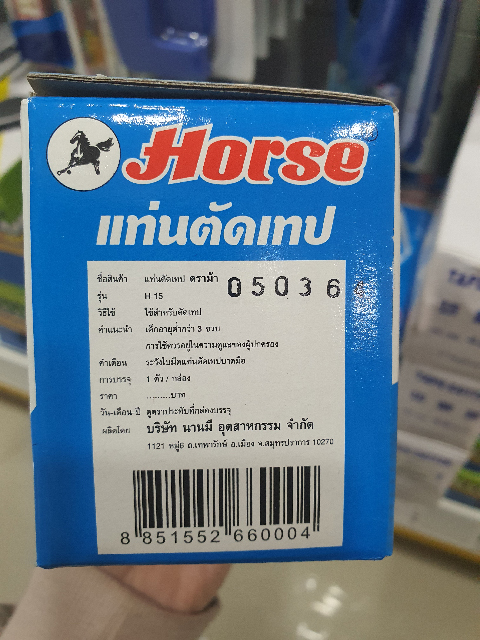 Horse
แท่นตัดเทป
ชื่อสินค้า แท่นตัดเทป ตราม้า 05036
รุ่น H 15
วิธีใช้ ใช้สำหรับตัดเทป
คำแนะนำ เด็กอายุต่ำกว่า 3 ขวบ
การใช้ควรอยู่ในความดูแลของผู้ปกครอง
คำเตือน ระวังใบมีดแท่นตัดเทปบาดมือ
การบรรจุ 1 ตัว / กล่อง
ราคา ..........บาท
วัน-เดือน ปี ดูตราประทับที่กล่องบรรจุ
ผลิตโดย บริษัท นานมี อุตสาหกรรม จำกัด
1121 หมู่6 ถ.เทพารักษ์ อ.เมือง จ.สมุทรปราการ 10270
8 851552 660004